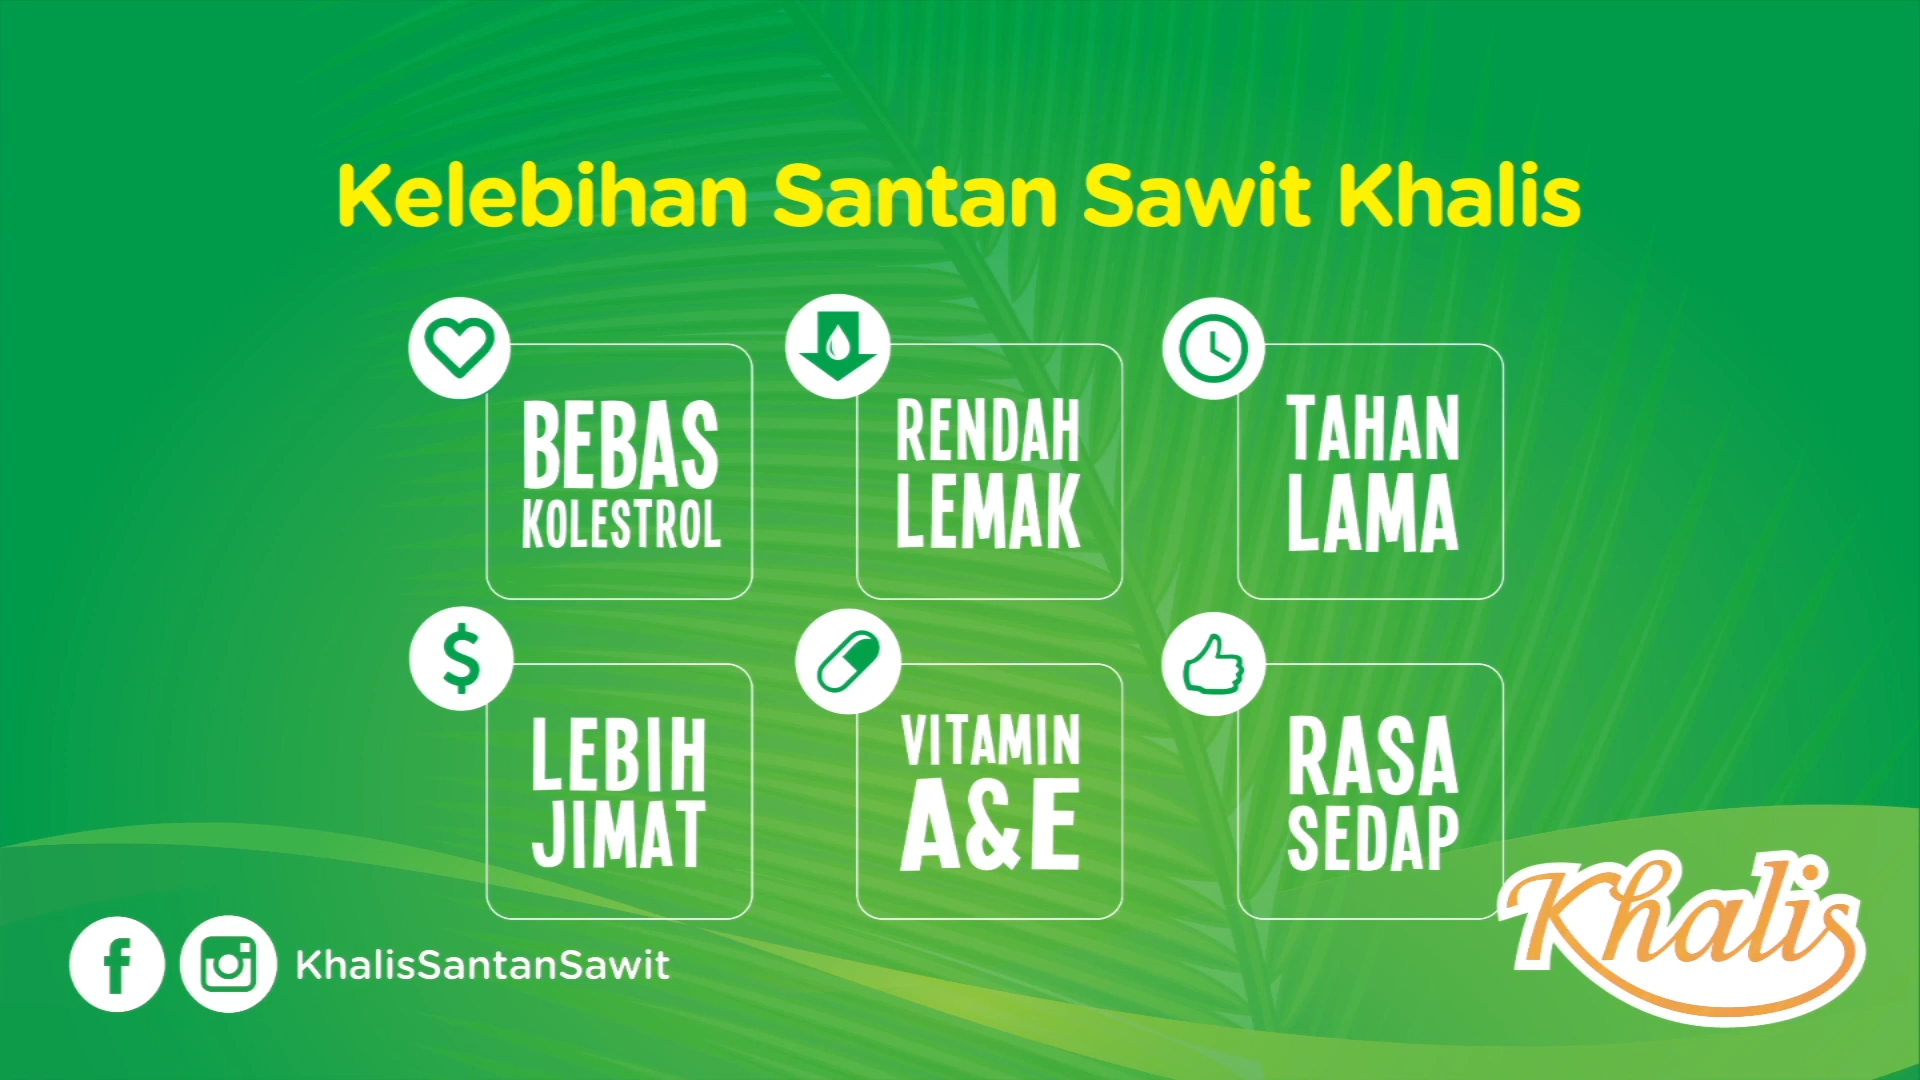 Kelebihan Santan Sawit Khalis
BEBAS
KOLESTROL
RENDAH
LEMAK
TAHAN
LAMA
LEBIH
JIMAT
VITAMIN
A&E
RASA
SEDAP
KhalisSantanSawit
Khalis